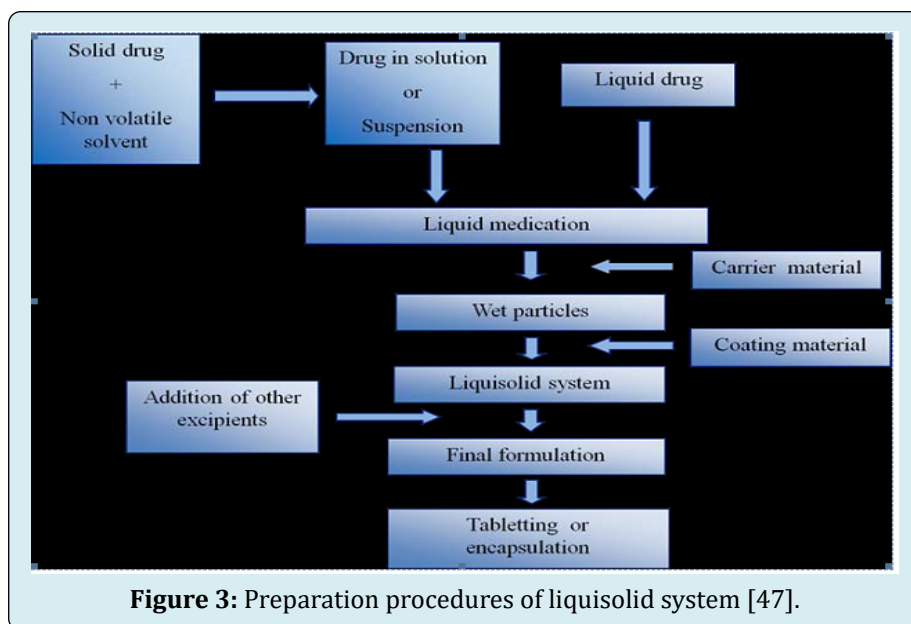 Solid drug
+
Non volatile
solvent
Drug in solution
or
Suspension
Liquid drug
Liquid medication
Carrier material
Wet particles
Coating material
Liquisolid system
Addition of other
excipients
Final formulation
Tabletting or
encapsulation
Figure 3: Preparation procedures of liquisolid system [47].